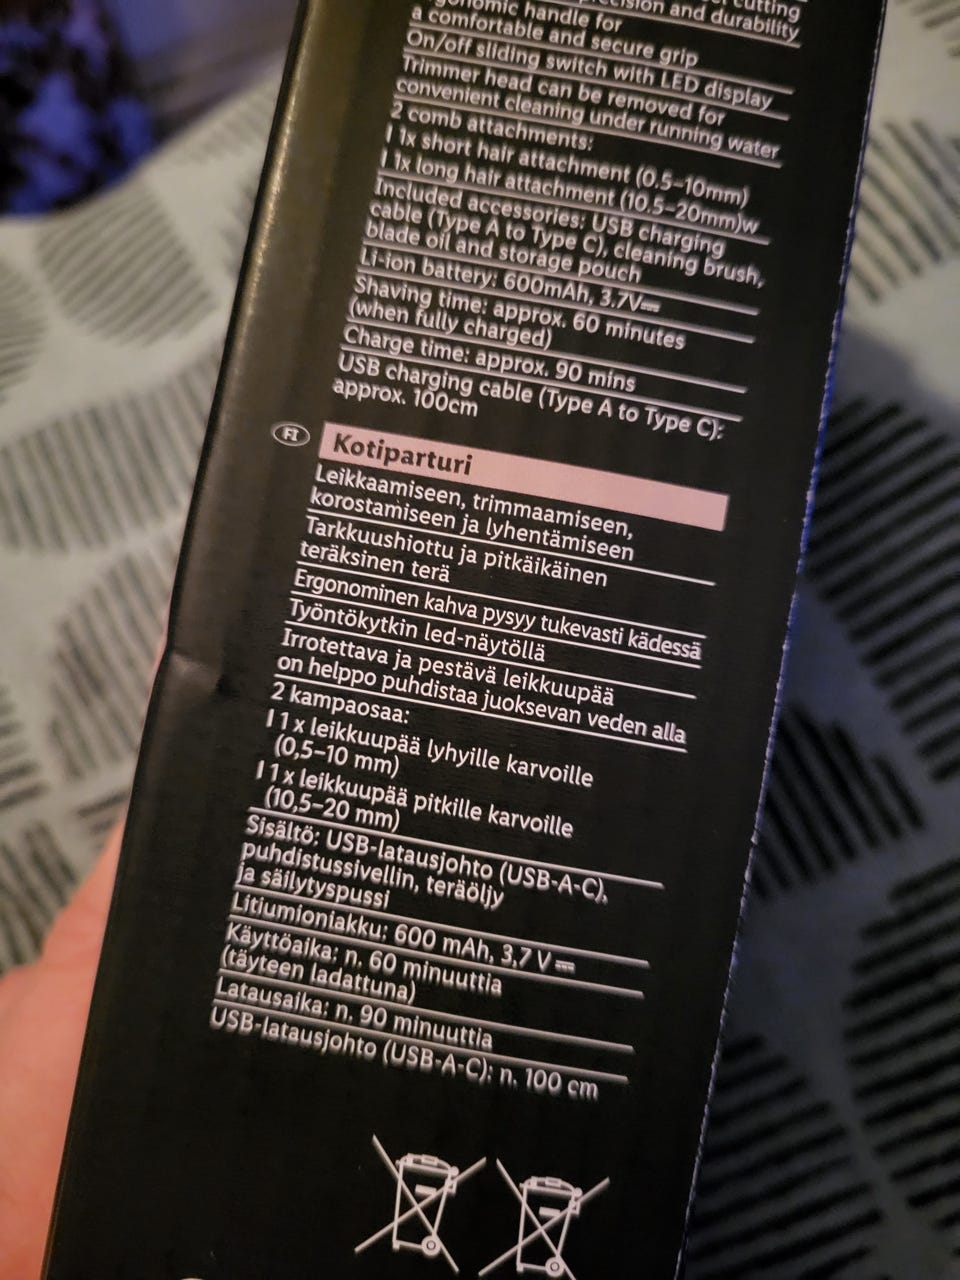 cutting
precision and durability
handle for
a comfortable and secure grip
On/off sliding switch with LED display
Trimmer head can be removed for
convenient cleaning under running water
2 comb attachments:
I 1x short hair attachment (0.5–10mm)
I 1x long hair attachment (10.5–20mm)w
Included accessories: USB charging
cable (Type A to Type C), cleaning brush,
blade oil and storage pouch
Li-ion battery: 600mAh, 3.7V⎓
Shaving time: approx. 60 minutes
(when fully charged)
Charge time: approx. 90 mins
USB charging cable (Type A to Type C):
approx. 100cm
FI Kotiparturi
Leikkaamiseen, trimmaamiseen,
korostamiseen ja lyhentämiseen
Tarkkuushiottu ja pitkäikäinen
teräksinen terä
Ergonominen kahva pysyy tukevasti kädessä
Työntökytkin led-näytöllä
Irrotettava ja pestävä leikkuupää
on helppo puhdistaa juoksevan veden alla
2 kampaosaa:
I 1 x leikkuupää lyhyille karvoille
(0,5–10 mm)
I 1 x leikkuupää pitkille karvoille
(10,5–20 mm)
Sisältö: USB-latausjohto (USB-A-C),
puhdistussivellin, teräöljy
ja säilytyspussi
Litiumioniakku: 600 mAh, 3,7 V ⎓
Käyttöaika: n. 60 minuuttia
(täyteen ladattuna)
Latausaika: n. 90 minuuttia
USB-latausjohto (USB-A-C): n. 100 cm